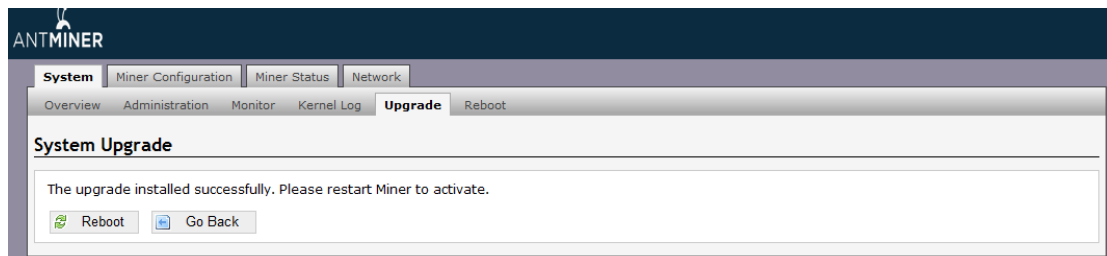 ANTMINER
System Miner Configuration Miner Status Network
Overview Administration Monitor Kernel Log Upgrade Reboot
System Upgrade
The upgrade installed successfully. Please restart Miner to activate.
Reboot Go Back